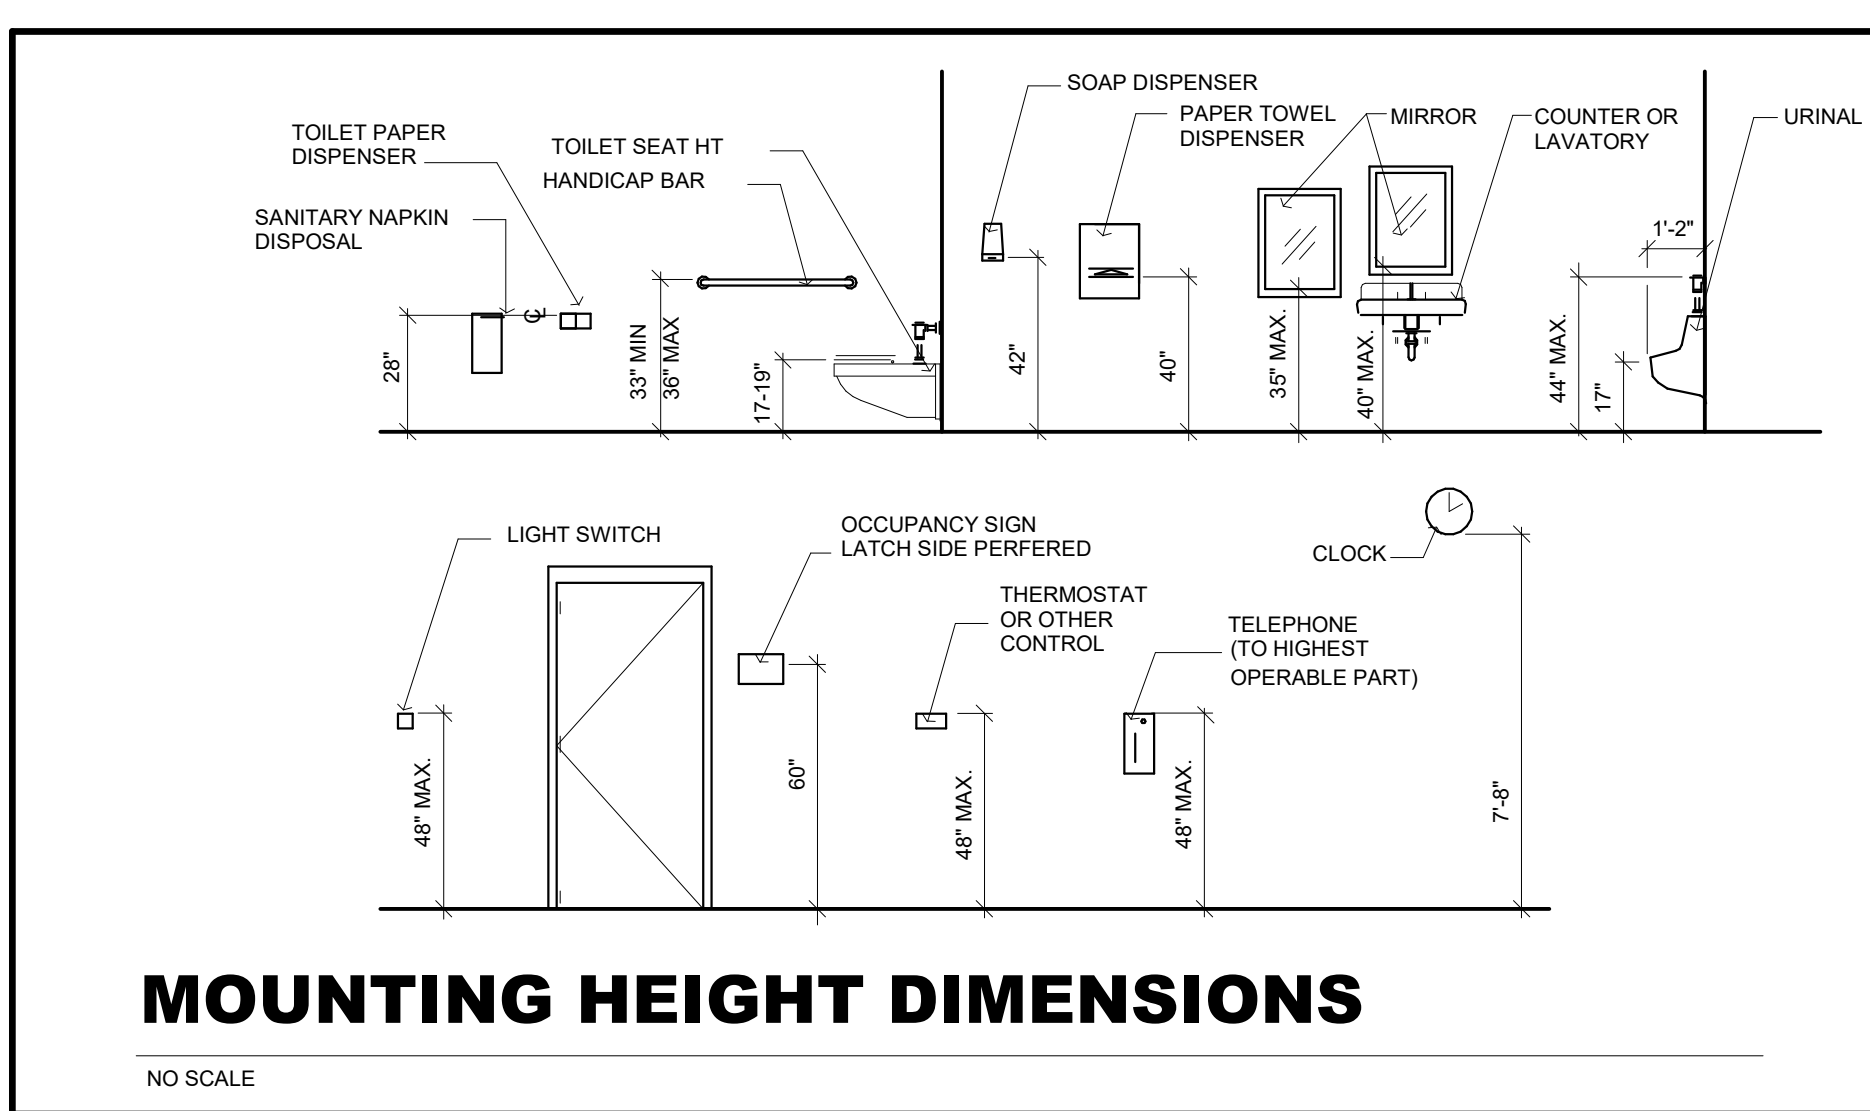 SOAP DISPENSER
TOILET PAPER
DISPENSER
TOILET SEAT HT
HANDICAP BAR
PAPER TOWEL
DISPENSER
MIRROR
COUNTER OR
LAVATORY
URINAL
SANITARY NAPKIN
DISPOSAL
1'-2"
CL
28"
33" MIN
36" MAX
17-19"
42"
40"
35" MAX.
40" MAX.
44" MAX.
17"
LIGHT SWITCH
OCCUPANCY SIGN
LATCH SIDE PERFERED
CLOCK
THERMOSTAT
OR OTHER
CONTROL
TELEPHONE
(TO HIGHEST
OPERABLE PART)
48" MAX.
60"
48" MAX.
48" MAX.
7'-8"
MOUNTING HEIGHT DIMENSIONS
NO SCALE